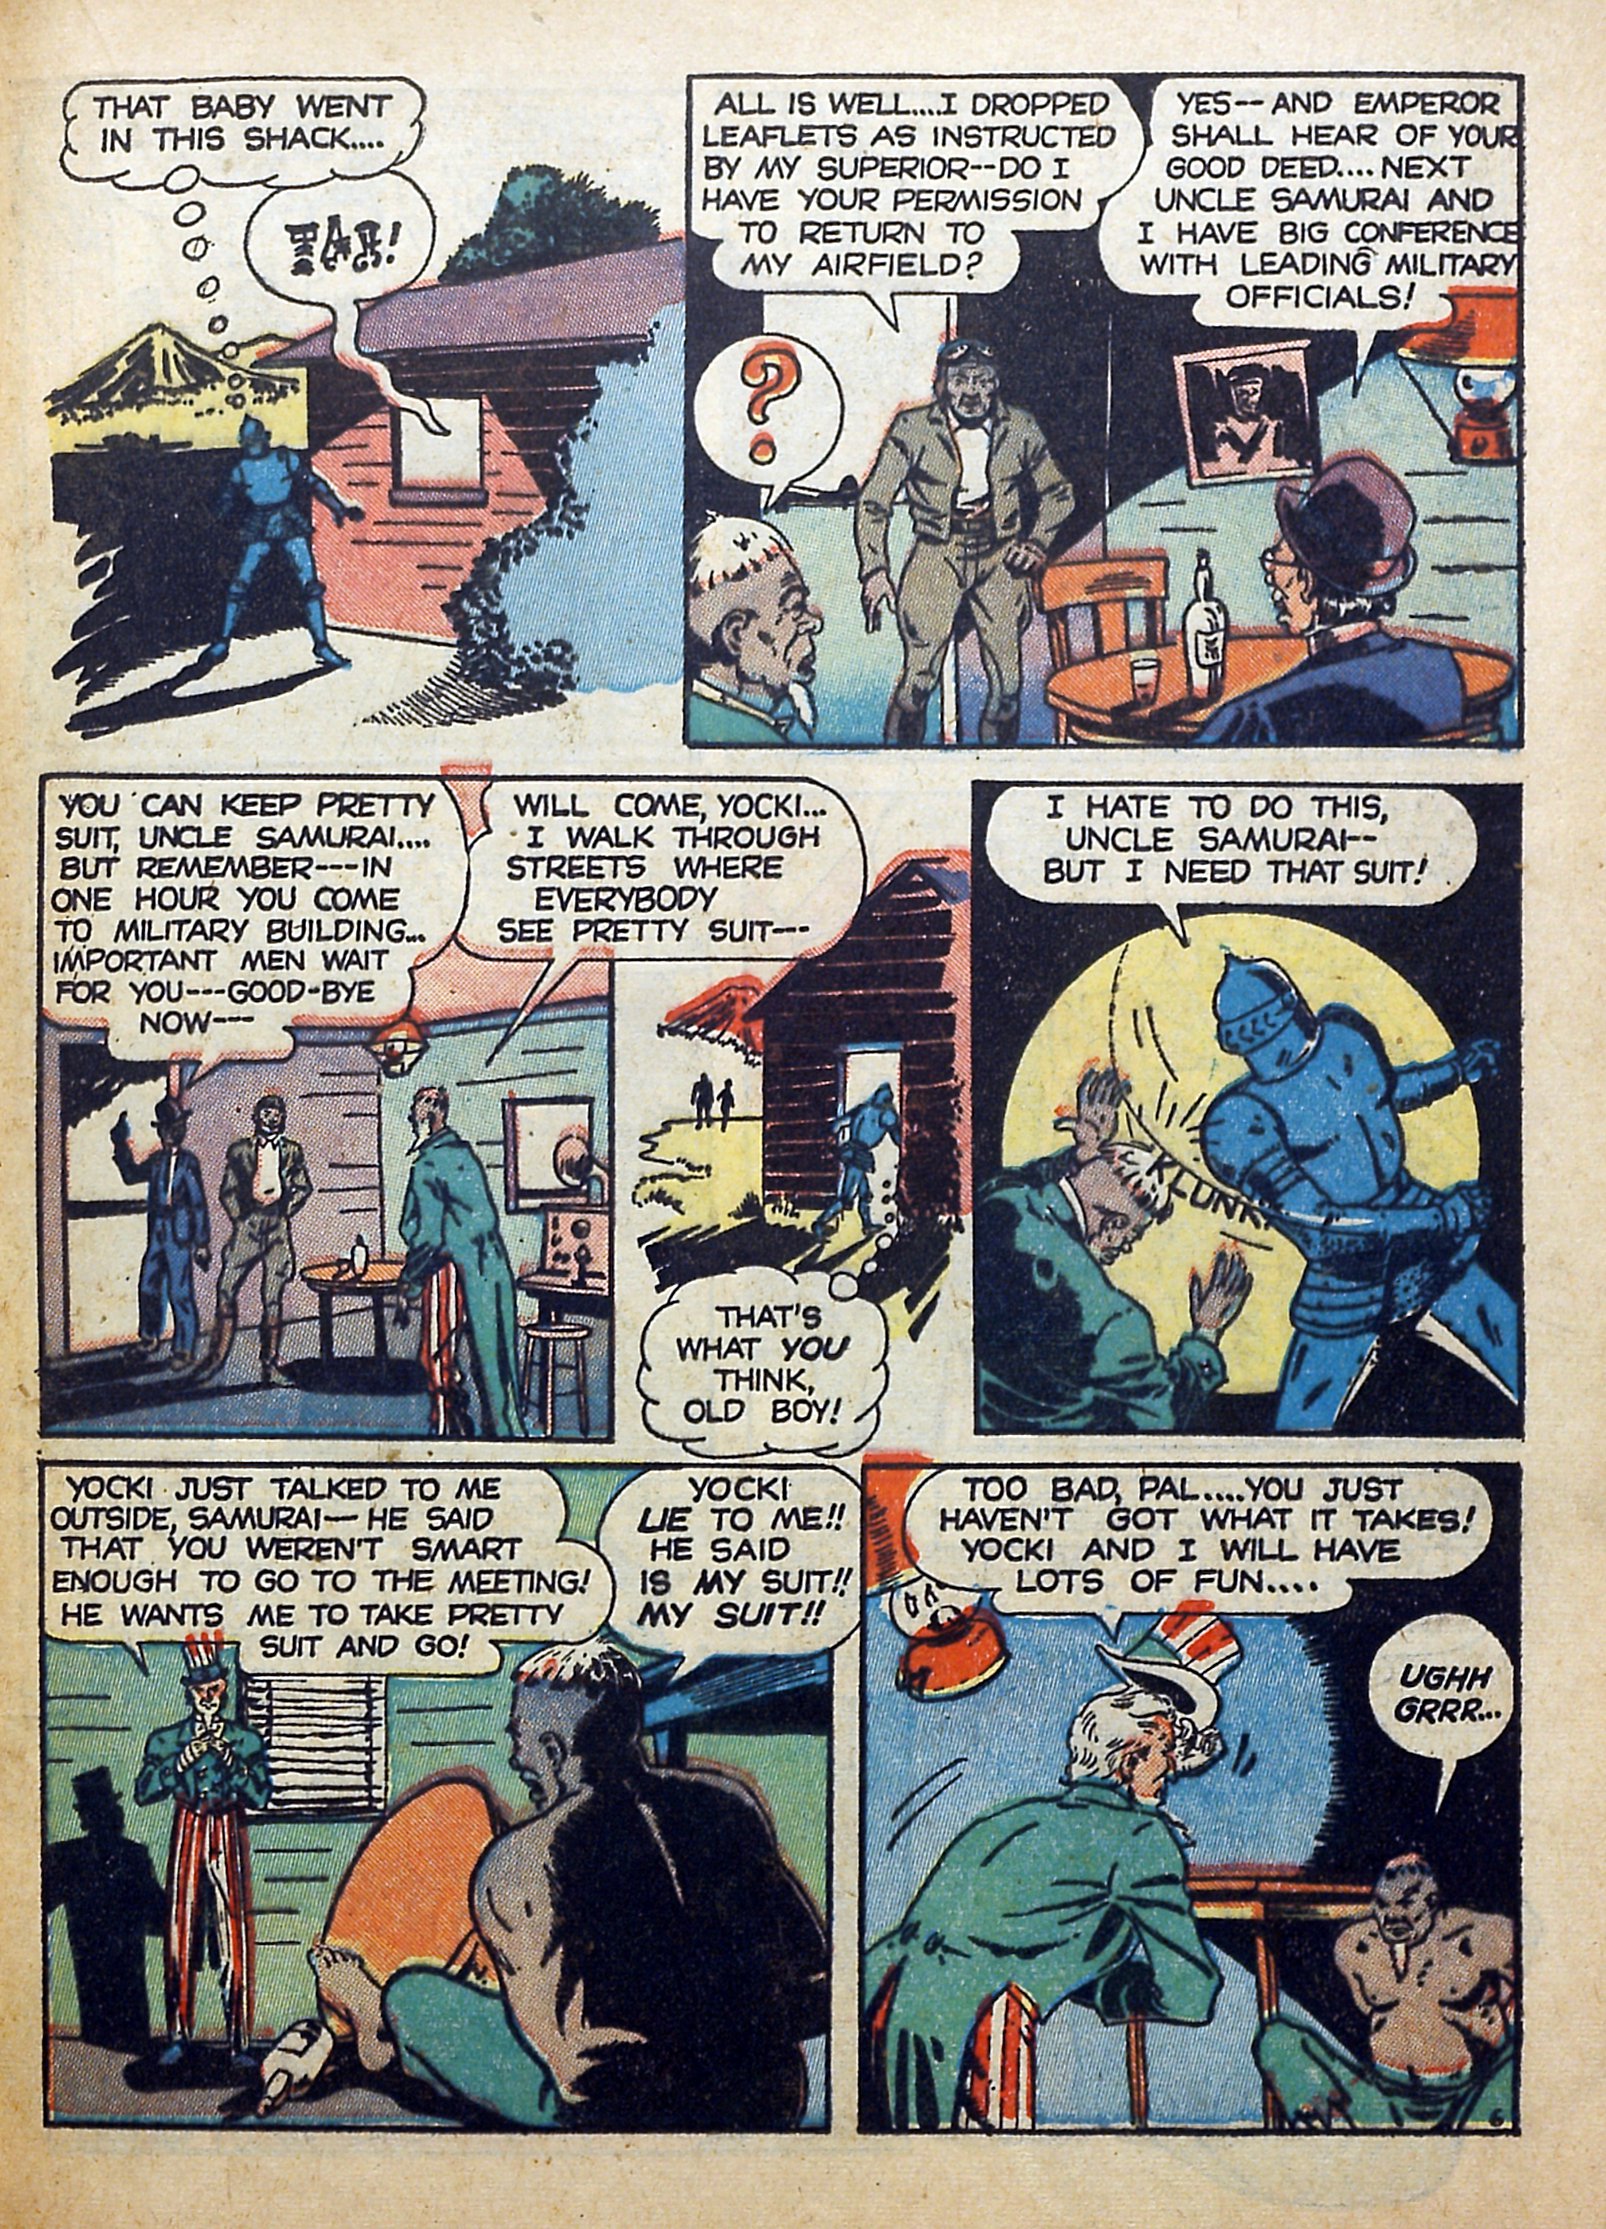 THAT BABY WENT
IN THIS SHACK....
ALL IS WELL....I DROPPED
LEAFLETS AS INSTRUCTED
BY MY SUPERIOR--DO I
HAVE YOUR PERMISSION
TO RETURN TO
MY AIRFIELD?
?
YES--AND EMPEROR
SHALL HEAR OF YOUR
GOOD DEED....NEXT
UNCLE SAMURAI AND
I HAVE BIG CONFERENCE
WITH LEADING MILITARY
OFFICIALS!
YOU CAN KEEP PRETTY
SUIT, UNCLE SAMURAI....
BUT REMEMBER---IN
ONE HOUR YOU COME
TO MILITARY BUILDING...
IMPORTANT MEN WAIT
FOR YOU---GOOD-BYE
NOW---
WILL COME, YOCKI...
I WALK THROUGH
STREETS WHERE
EVERYBODY
SEE PRETTY SUIT---
THAT'S
WHAT YOU
THINK,
OLD BOY!
I HATE TO DO THIS,
UNCLE SAMURAI--
BUT I NEED THAT SUIT!
KLUNK
YOCKI JUST TALKED TO ME
OUTSIDE, SAMURAI— HE SAID
THAT YOU WEREN'T SMART
ENOUGH TO GO TO THE MEETING!
HE WANTS ME TO TAKE PRETTY
SUIT AND GO!
YOCKI
LIE TO ME!!
HE SAID
IS MY SUIT!!
MY SUIT!!
TOO BAD, PAL.....YOU JUST
HAVEN'T GOT WHAT IT TAKES!
YOCKI AND I WILL HAVE
LOTS OF FUN....
UGHH
GRRR...
6